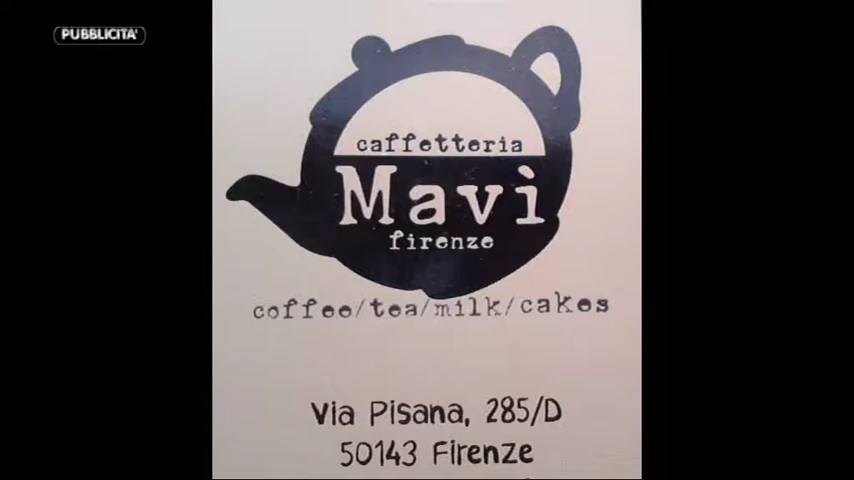 PUBBLICITA'
caffetteria
Mavì
firenze
coffee/tea/milk/cakes
Via Pisana, 285/D
50143 Firenze